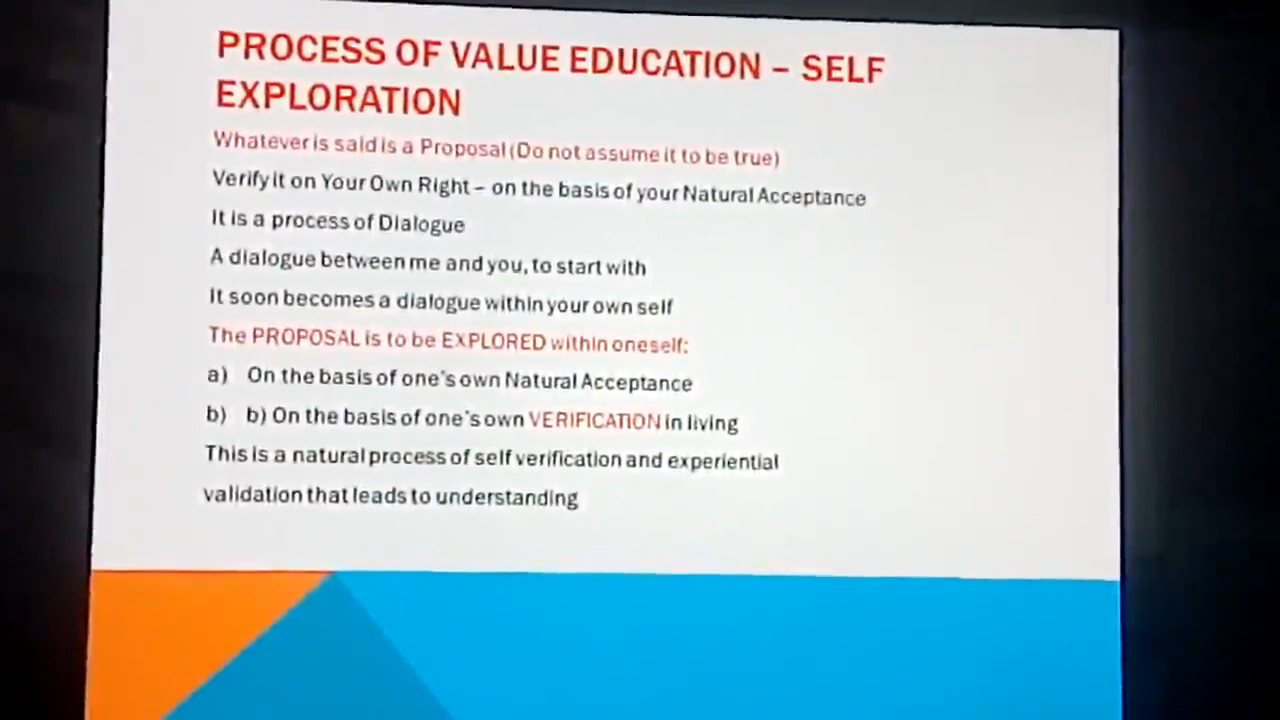 PROCESS OF VALUE EDUCATION – SELF
EXPLORATION
Whatever is said is a Proposal (Do not assume it to be true)
Verify it on Your Own Right – on the basis of your Natural Acceptance
It is a process of Dialogue
A dialogue between me and you, to start with
It soon becomes a dialogue within your own self
The PROPOSAL is to be EXPLORED within oneself:
a) On the basis of one's own Natural Acceptance
b) b) On the basis of one's own VERIFICATION in living
This is a natural process of self verification and experiential
validation that leads to understanding